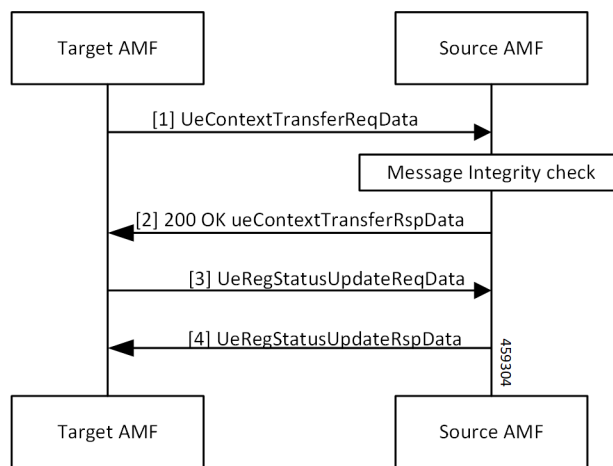 Target AMF
Source AMF
[1] UeContextTransferReqData
Message Integrity check
[2] 200 OK ueContextTransferRspData
[3] UeRegStatusUpdateReqData
[4] UeRegStatusUpdateRspData
459304
Target AMF
Source AMF